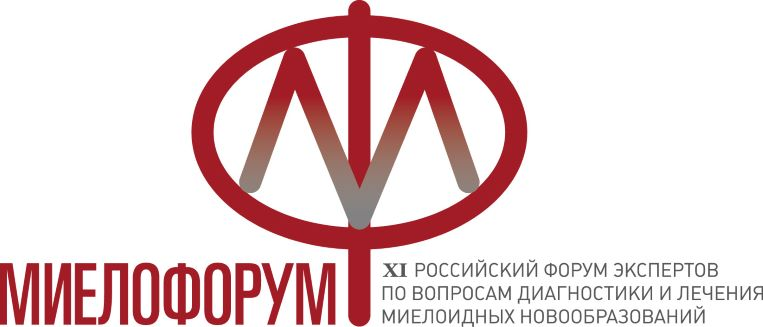 МИЕЛОФОРУМ
XI РОССИЙСКИЙ ФОРУМ ЭКСПЕРТОВ
ПО ВОПРОСАМ ДИАГНОСТИКИ И ЛЕЧЕНИЯ
МИЕЛОИДНЫХ НОВООБРАЗОВАНИЙ